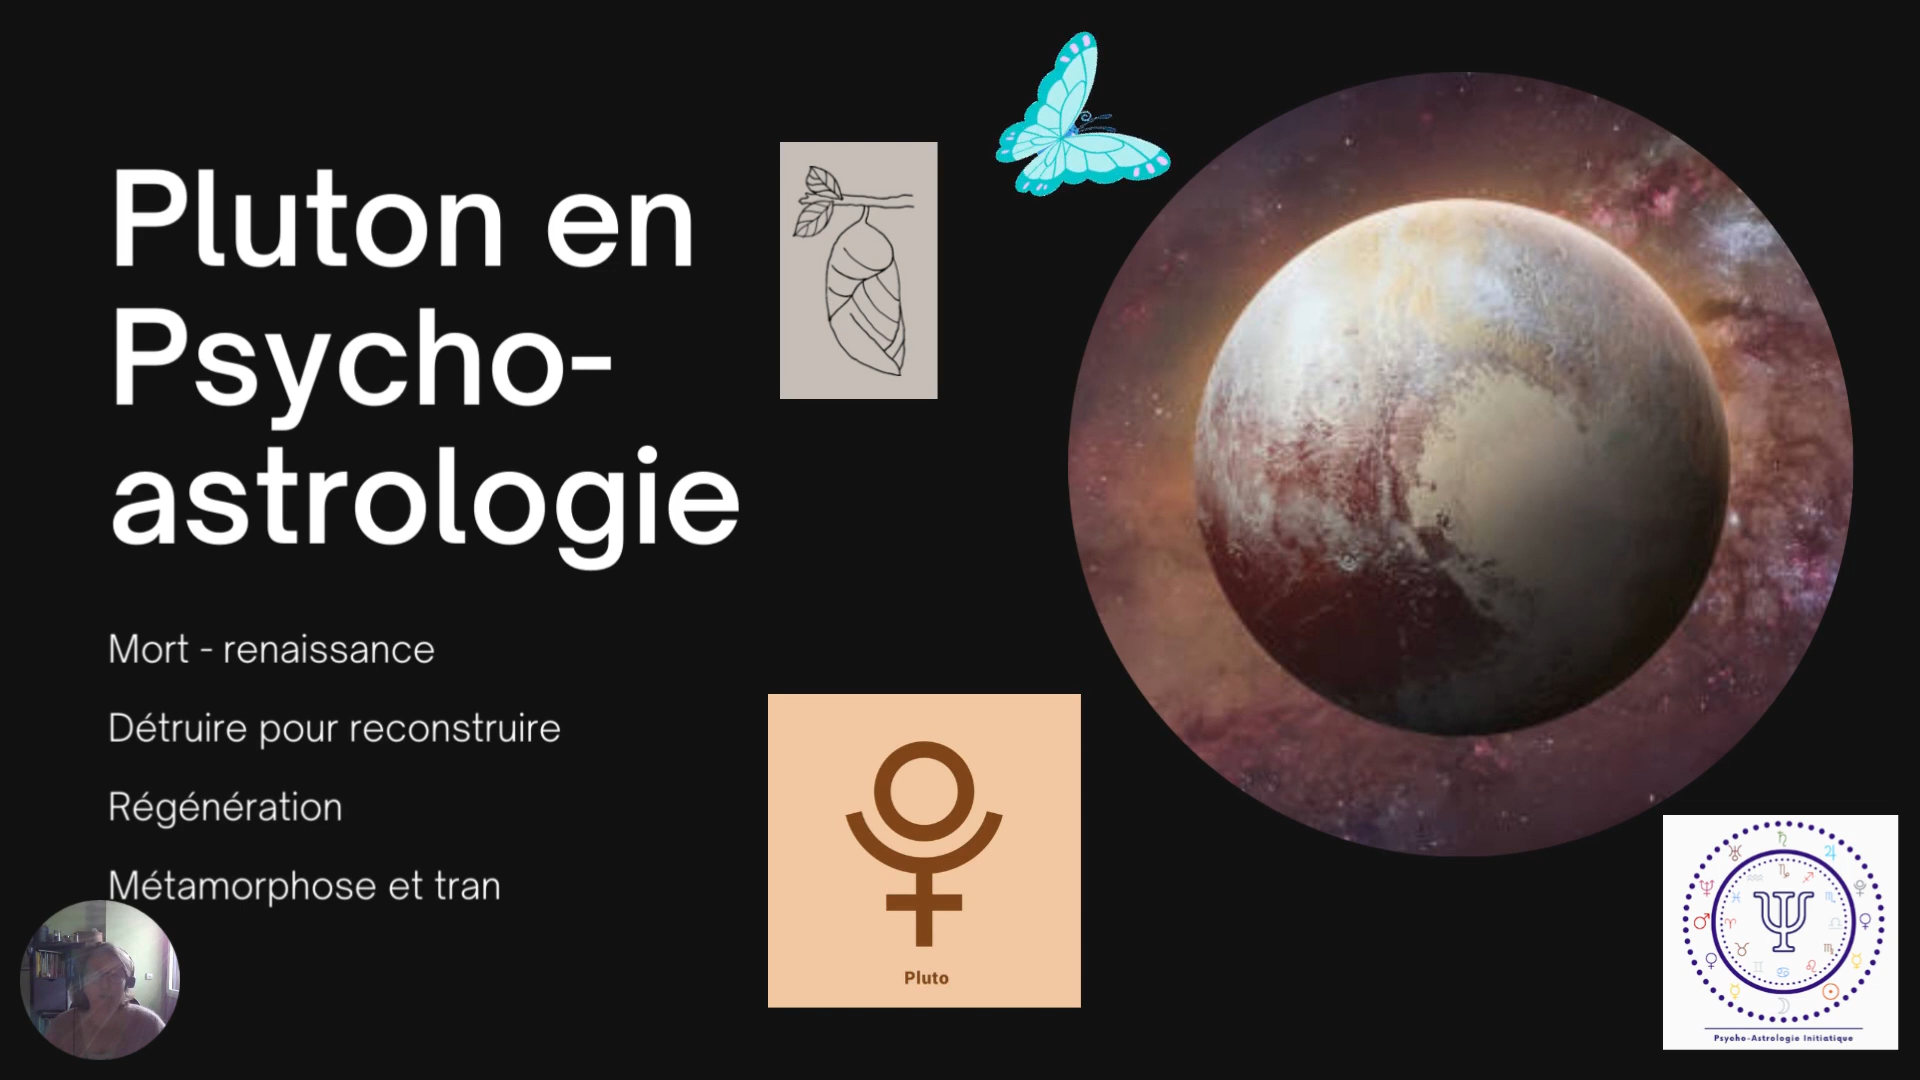 Pluton en
Psycho-
astrologie
Mort - renaissance
Détruire pour reconstruire
Régénération
Métamorphose et tran
Pluto
Psycho-Astrologie Initiatique